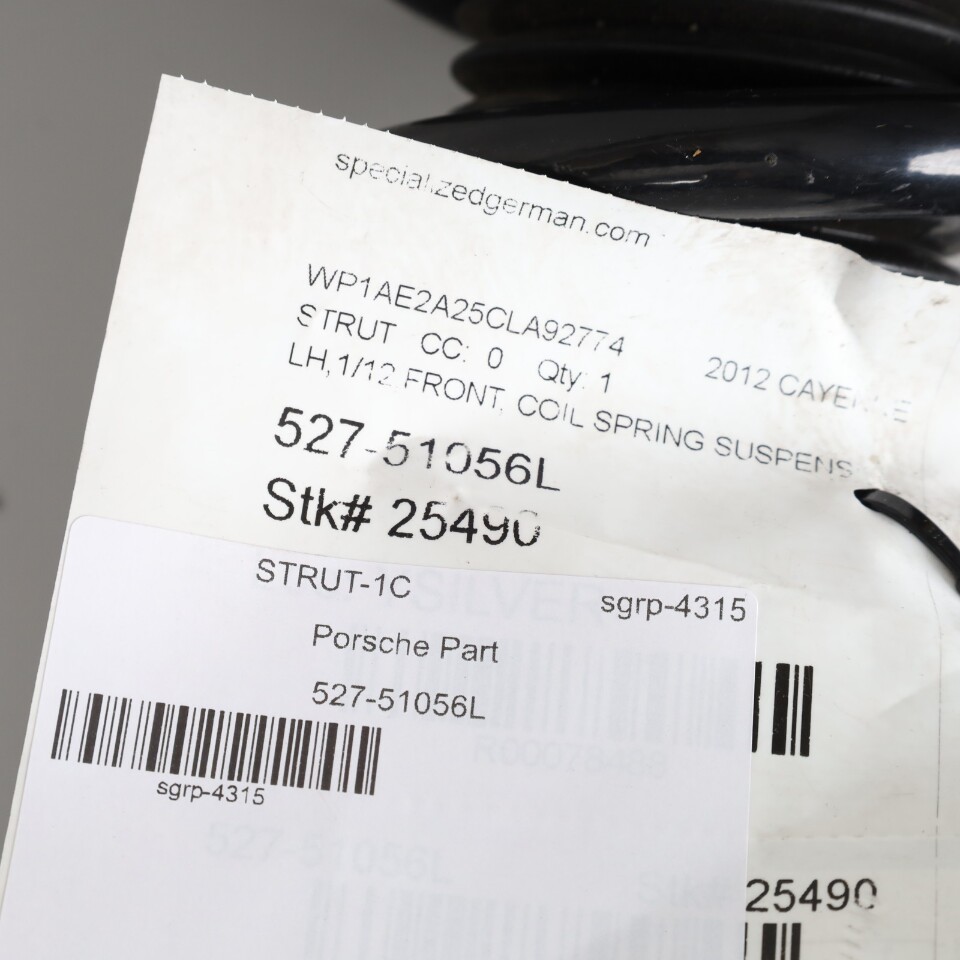 specializedgerman.com
WP1AE2A25CLA92774
STRUT CC: 0 Qty: 1 2012 CAYENNE
LH,1/12,FRONT, COIL SPRING SUSPENS
527-51056L
Stk# 25490
STRUT-1C sgrp-4315
SILVER
Porsche Part
527-51056L
sgrp-4315
527-51056L
Stk# 25490